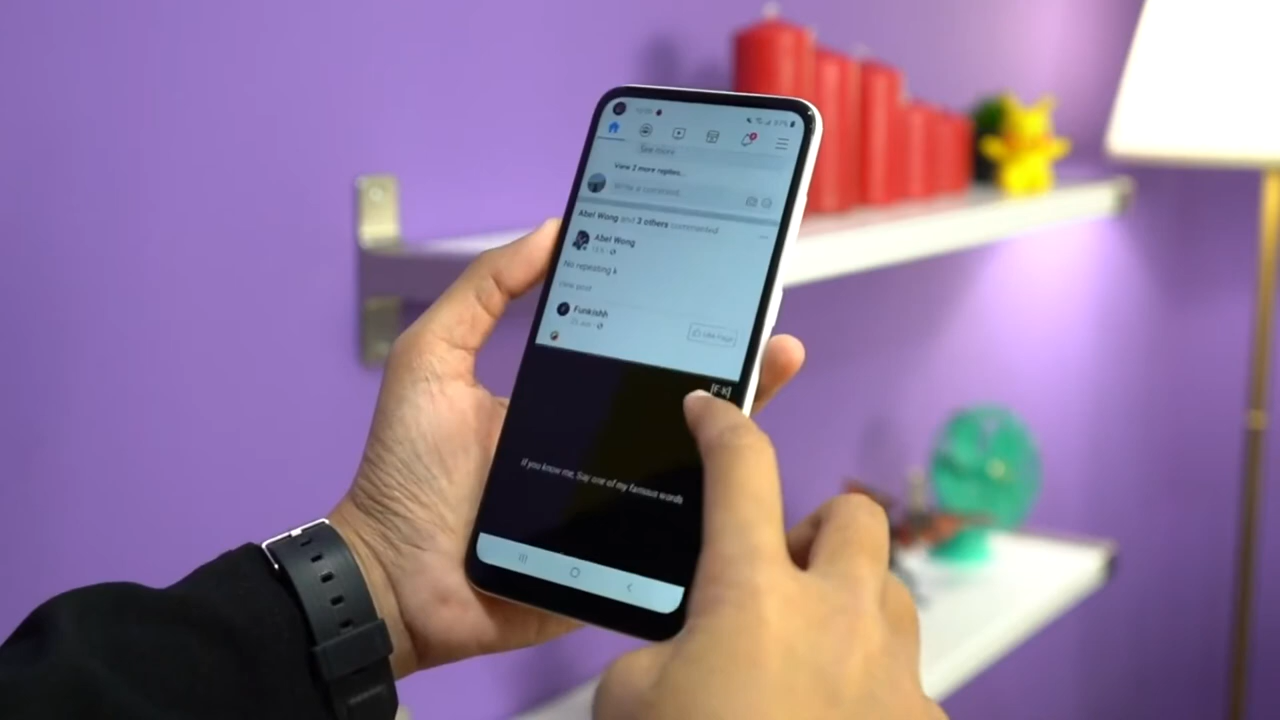 See more
View 2 more replies...
Write a comment...
Abel Wong and 3 others commented
Abel Wong
No repeating k
View post
Funkishh
Like Page
[F·K]
If you know me, Say one of my famous words